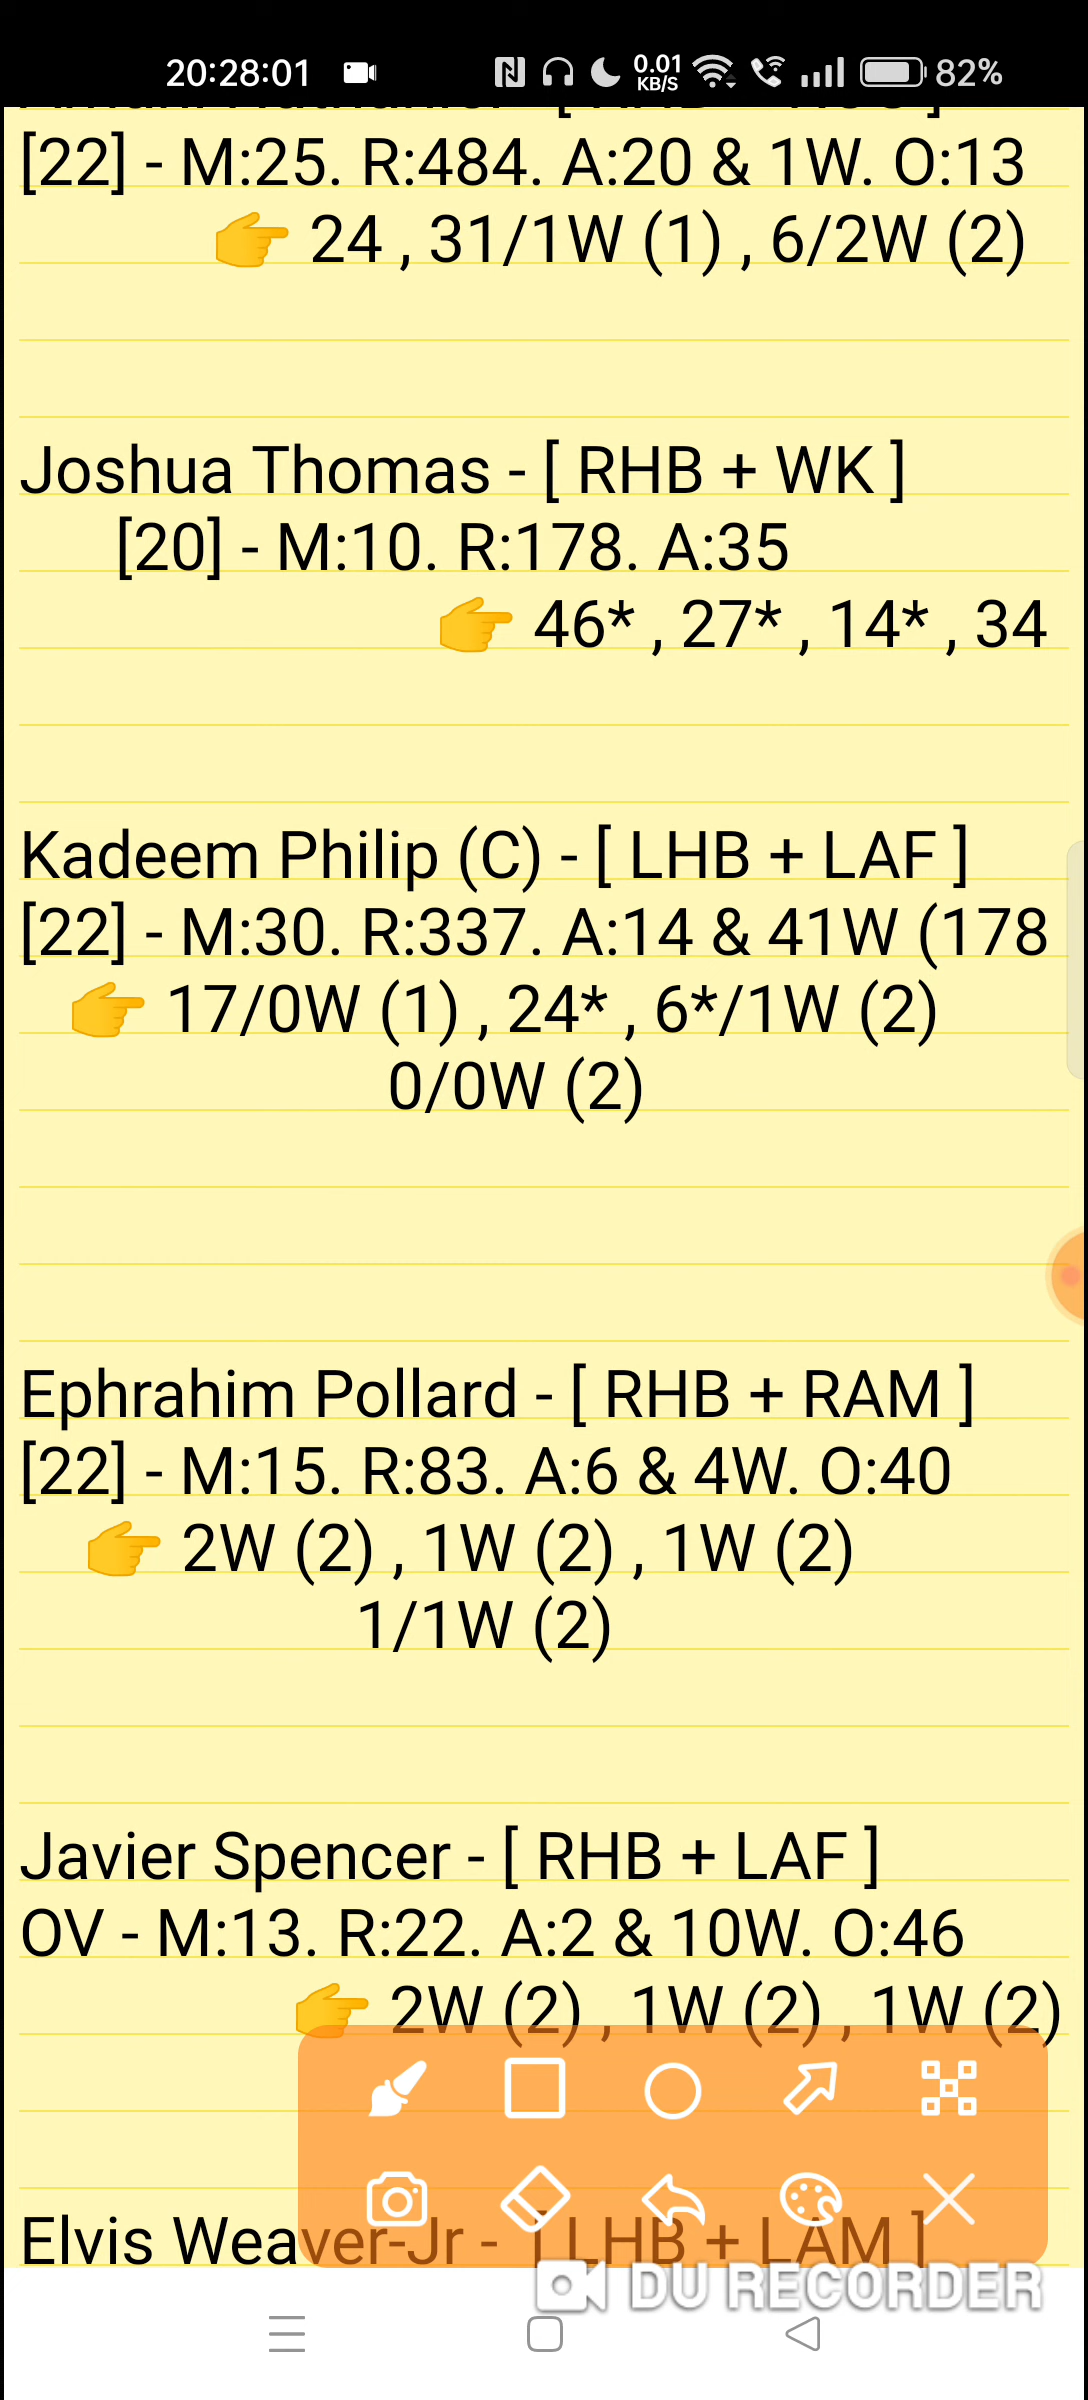 20:28:01 0.01 KB/S 82%
[22] - M:25. R:484. A:20 & 1W. O:13
👉 24 , 31/1W (1) , 6/2W (2)
Joshua Thomas - [ RHB + WK ]
[20] - M:10. R:178. A:35
👉 46* , 27* , 14* , 34
Kadeem Philip (C) - [ LHB + LAF ]
[22] - M:30. R:337. A:14 & 41W (178
👉 17/0W (1) , 24* , 6*/1W (2)
0/0W (2)
Ephrahim Pollard - [ RHB + RAM ]
[22] - M:15. R:83. A:6 & 4W. O:40
👉 2W (2) , 1W (2) , 1W (2)
1/1W (2)
Javier Spencer - [ RHB + LAF ]
OV - M:13. R:22. A:2 & 10W. O:46
👉 2W (2) , 1W (2) , 1W (2)
Elvis Weaver-Jr - [ LHB + LAM ]
DU RECORDER